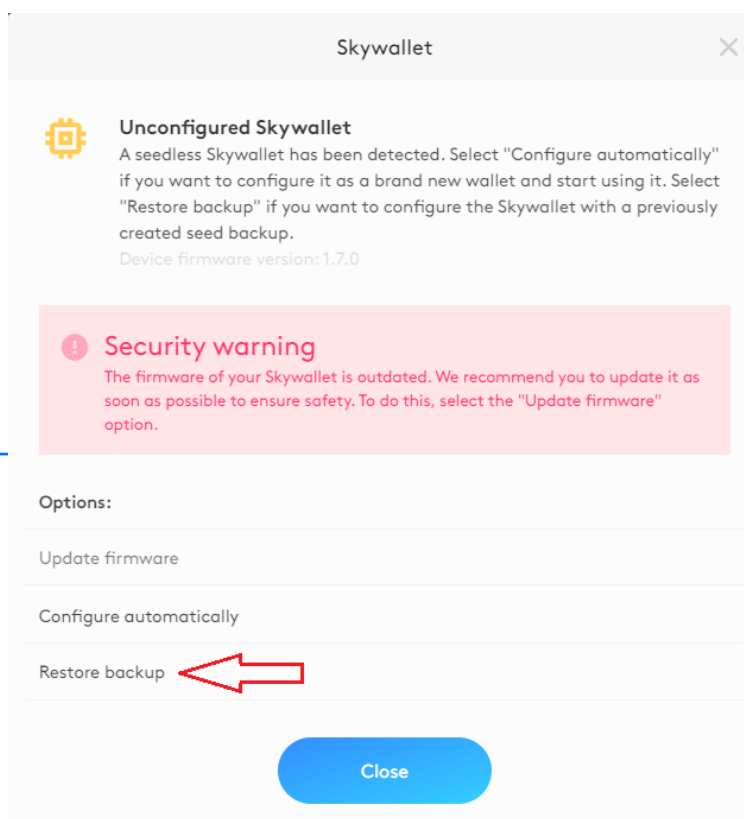 Skywallet
Unconfigured Skywallet
A seedless Skywallet has been detected. Select "Configure automatically"
if you want to configure it as a brand new wallet and start using it. Select
"Restore backup" if you want to configure the Skywallet with a previously
created seed backup.
Device firmware version: 1.7.0
Security warning
The firmware of your Skywallet is outdated. We recommend you to update it as
soon as possible to ensure safety. To do this, select the "Update firmware"
option.
Options:
Update firmware
Configure automatically
Restore backup
Close